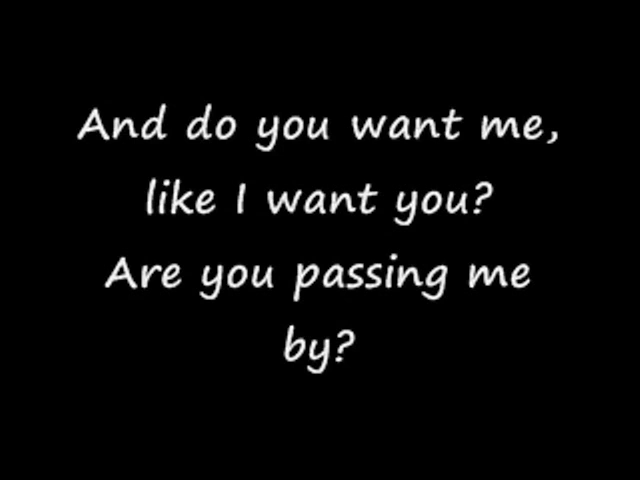 And do you want me,
like I want you?
Are you passing me
by?